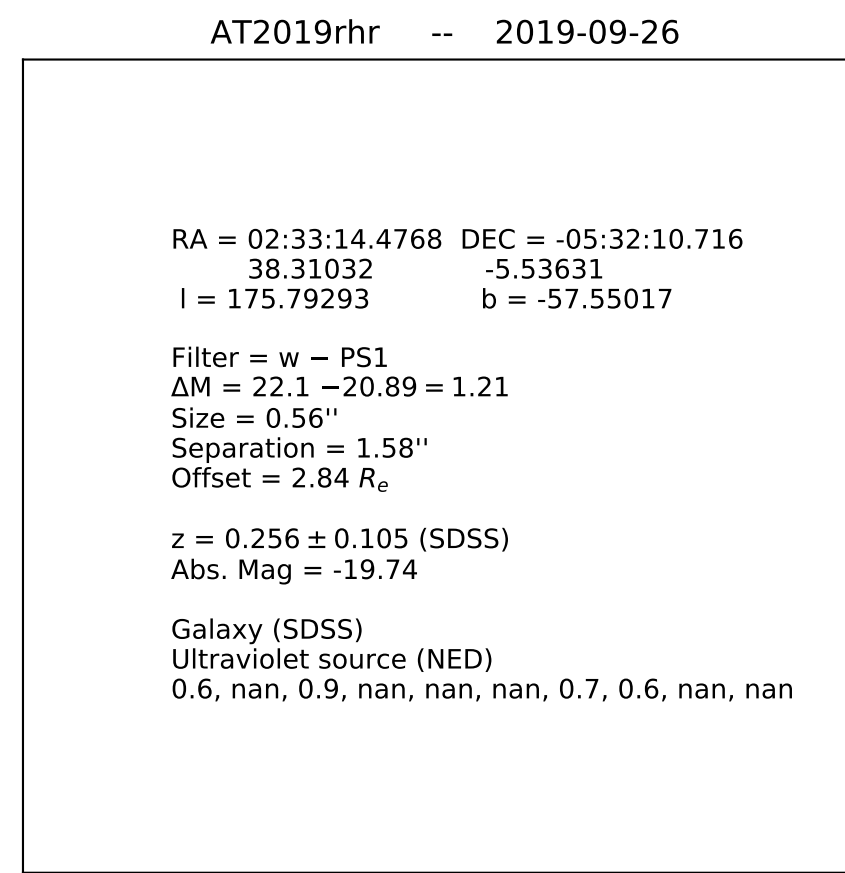 AT2019rhr -- 2019-09-26
RA = 02:33:14.4768 DEC = -05:32:10.716
38.31032 -5.53631
l = 175.79293 b = -57.55017
Filter = w − PS1
ΔM = 22.1 −20.89 = 1.21
Size = 0.56''
Separation = 1.58''
Offset = 2.84 Rₑ
z = 0.256 ± 0.105 (SDSS)
Abs. Mag = -19.74
Galaxy (SDSS)
Ultraviolet source (NED)
0.6, nan, 0.9, nan, nan, nan, 0.7, 0.6, nan, nan